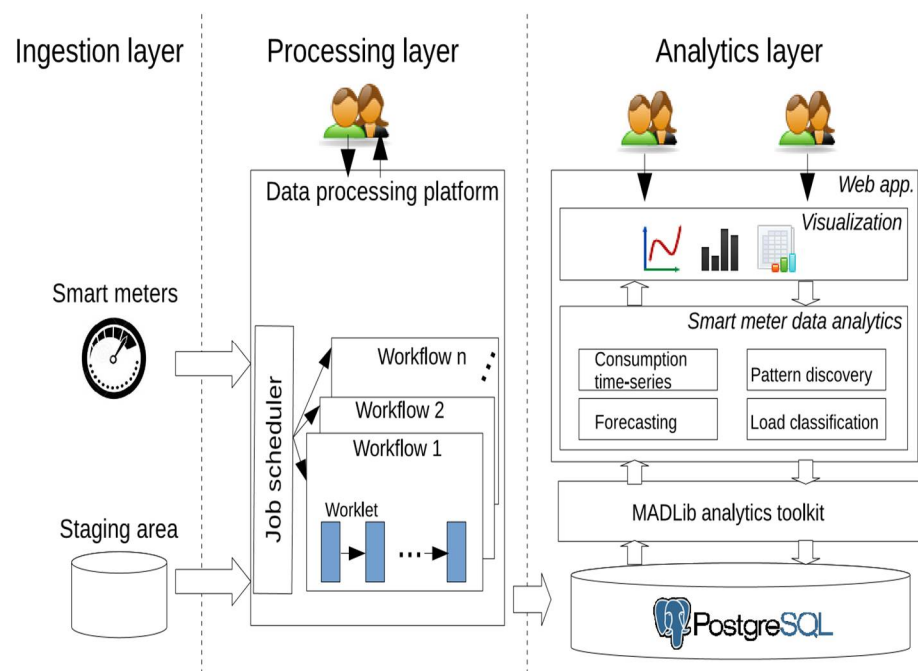 Ingestion layer
Processing layer
Analytics layer
Smart meters
Staging area
Data processing platform
Job scheduler
Workflow n
Workflow 2
Workflow 1
Worklet
Web app.
Visualization
Smart meter data analytics
Consumption
time-series
Pattern discovery
Forecasting
Load classification
MADLib analytics toolkit
PostgreSQL